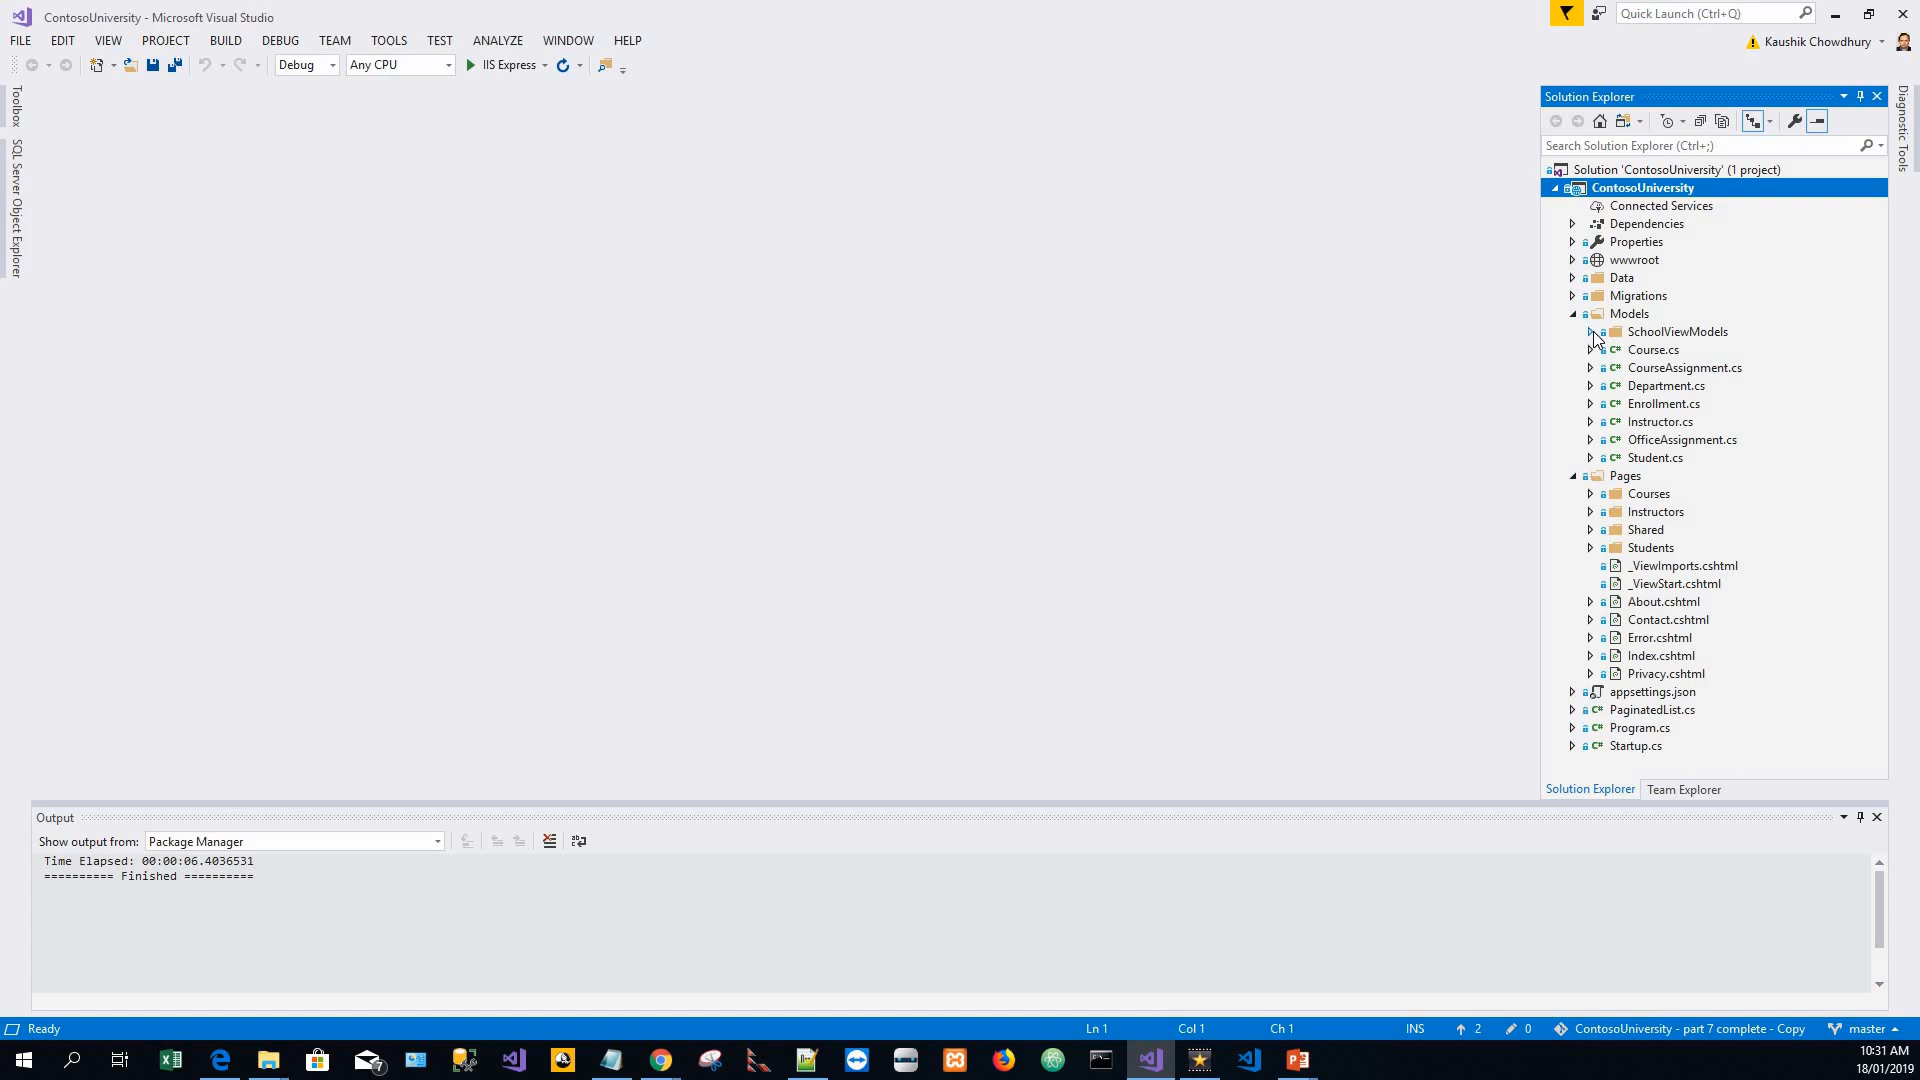 ContosoUniversity - Microsoft Visual Studio
Quick Launch (Ctrl+Q)
FILE EDIT VIEW PROJECT BUILD DEBUG TEAM TOOLS TEST ANALYZE WINDOW HELP
Kaushik Chowdhury
Debug Any CPU IIS Express
Toolbox
SQL Server Object Explorer
Diagnostic Tools
Solution Explorer
Search Solution Explorer (Ctrl+;)
Solution 'ContosoUniversity' (1 project)
ContosoUniversity
Connected Services
Dependencies
Properties
wwwroot
Data
Migrations
Models
SchoolViewModels
C# Course.cs
C# CourseAssignment.cs
C# Department.cs
C# Enrollment.cs
C# Instructor.cs
C# OfficeAssignment.cs
C# Student.cs
Pages
Courses
Instructors
Shared
Students
_ViewImports.cshtml
_ViewStart.cshtml
About.cshtml
Contact.cshtml
Error.cshtml
Index.cshtml
Privacy.cshtml
appsettings.json
C# PaginatedList.cs
C# Program.cs
C# Startup.cs
Solution Explorer Team Explorer
Output
Show output from: Package Manager
Time Elapsed: 00:00:06.4036531
========== Finished ==========
Ready Ln 1 Col 1 Ch 1 INS 2 0 ContosoUniversity - part 7 complete - Copy master
7
10:31 AM
18/01/2019